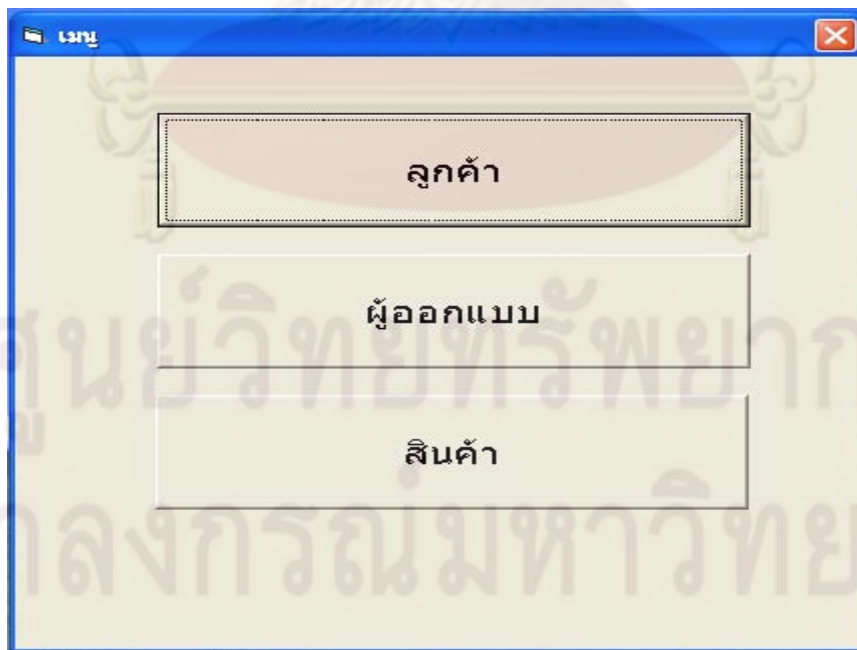 เมนู
ลูกค้า
ผู้ออกแบบ
สินค้า
ศูนย์วิทยทรัพยาก
าลงกรณ์มหาวิทย